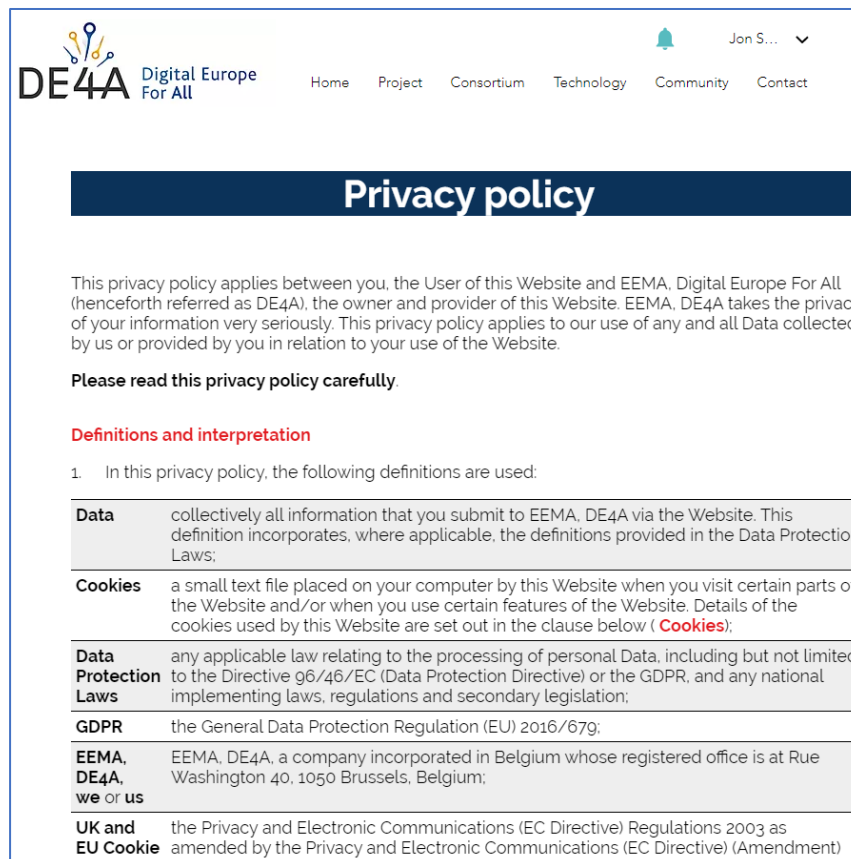 DE4A Digital Europe For All
Jon S...
Home Project Consortium Technology Community Contact
Privacy policy
This privacy policy applies between you, the User of this Website and EEMA, Digital Europe For All
(henceforth referred as DE4A), the owner and provider of this Website. EEMA, DE4A takes the privac
of your information very seriously. This privacy policy applies to our use of any and all Data collected
by us or provided by you in relation to your use of the Website.
Please read this privacy policy carefully.
Definitions and interpretation
1. In this privacy policy, the following definitions are used:
Data collectively all information that you submit to EEMA, DE4A via the Website. This
definition incorporates, where applicable, the definitions provided in the Data Protectio
Laws;
Cookies a small text file placed on your computer by this Website when you visit certain parts o
the Website and/or when you use certain features of the Website. Details of the
cookies used by this Website are set out in the clause below ( Cookies);
Data any applicable law relating to the processing of personal Data, including but not limited
Protection to the Directive 96/46/EC (Data Protection Directive) or the GDPR, and any national
Laws implementing laws, regulations and secondary legislation;
GDPR the General Data Protection Regulation (EU) 2016/679;
EEMA, EEMA, DE4A, a company incorporated in Belgium whose registered office is at Rue
DE4A, Washington 40, 1050 Brussels, Belgium;
we or us
UK and the Privacy and Electronic Communications (EC Directive) Regulations 2003 as
EU Cookie amended by the Privacy and Electronic Communications (EC Directive) (Amendment)